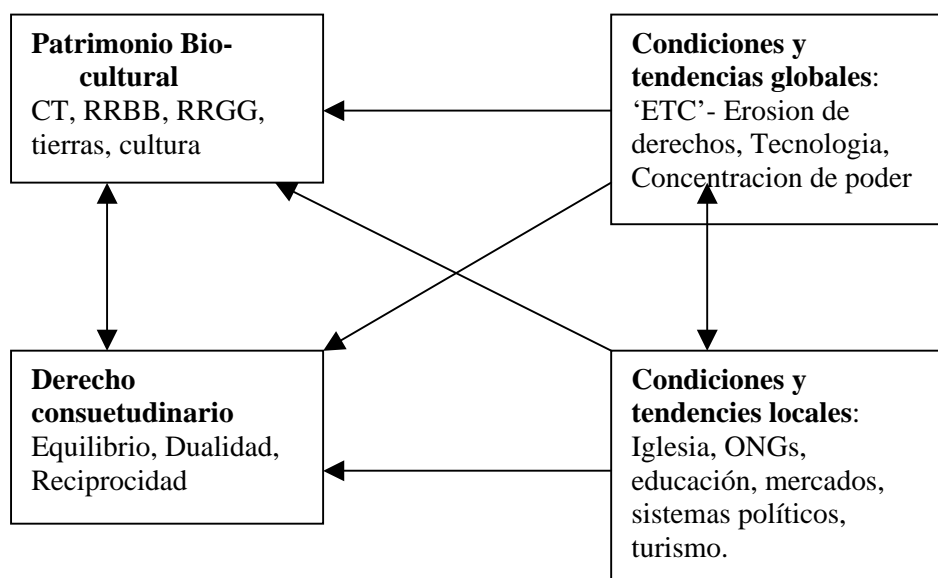 Patrimonio Bio-
cultural
CT, RRBB, RRGG,
tierras, cultura
Condiciones y
tendencias globales:
‘ETC’- Erosion de
derechos, Tecnologia,
Concentracion de poder
Derecho
consuetudinario
Equilibrio, Dualidad,
Reciprocidad
Condiciones y
tendencies locales:
Iglesia, ONGs,
educación, mercados,
sistemas políticos,
turismo.